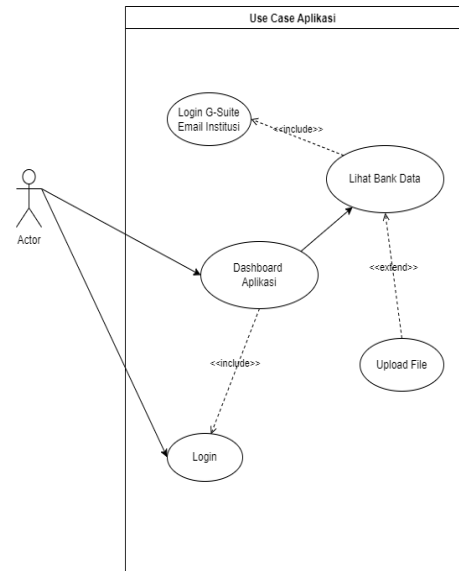 Use Case Aplikasi
Login G-Suite
Email Institusi
<<include>>
Lihat Bank Data
Actor
Dashboard
Aplikasi
<<extend>>
<<include>>
Upload File
Login